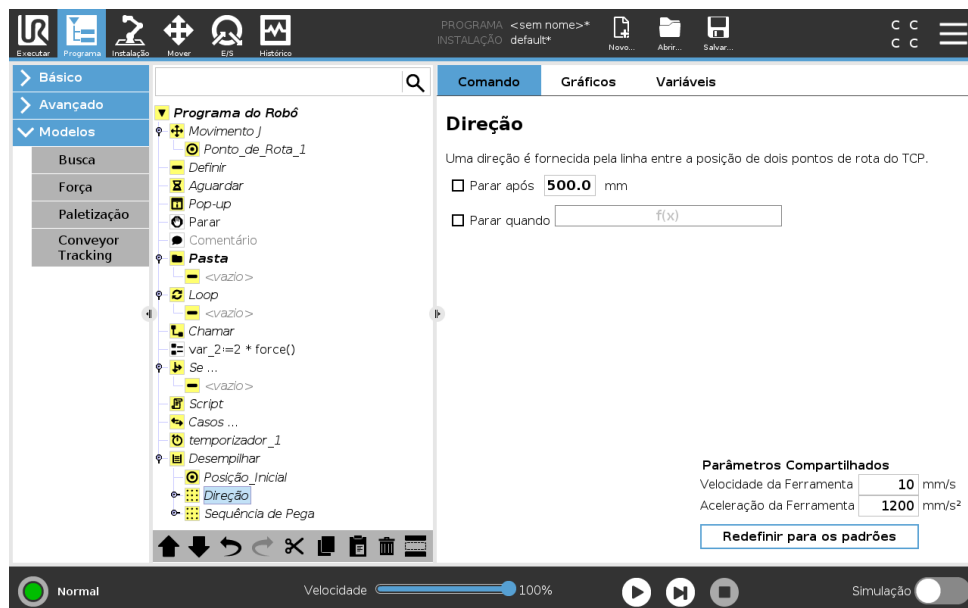 UR
PROGRAMA <sem nome>*
INSTALAÇÃO default*
C C
C C
Executar Programa Instalação Mover E/S Histórico Novo... Abrir... Salvar...
Básico
Avançado
Modelos
Busca
Força
Paletização
Conveyor
Tracking
Programa do Robô
Movimento J
Ponto_de_Rota_1
Definir
Aguardar
Pop-up
Parar
Comentário
Pasta
<vazio>
Loop
<vazio>
Chamar
var_2:=2 * force()
Se ...
<vazio>
Script
Casos ...
temporizador_1
Desempilhar
Posição_Inicial
Direção
Sequência de Pega
Comando Gráficos Variáveis
Direção
Uma direção é fornecida pela linha entre a posição de dois pontos de rota do TCP.
Parar após 500.0 mm
Parar quando f(x)
Parâmetros Compartilhados
Velocidade da Ferramenta 10 mm/s
Aceleração da Ferramenta 1200 mm/s²
Redefinir para os padrões
Normal Velocidade 100% Simulação